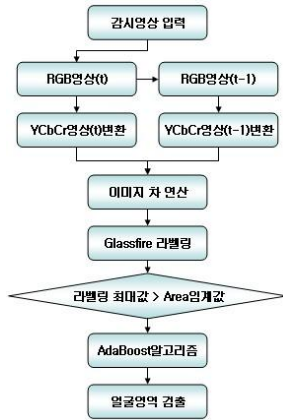 감시영상 입력
RGB영상(t)
RGB영상(t-1)
YCbCr영상(t)변환
YCbCr영상(t-1)변환
이미지 차 연산
Glassfire 라벨링
라벨링 최대값 > Area임계값
AdaBoost알고리즘
얼굴영역 검출